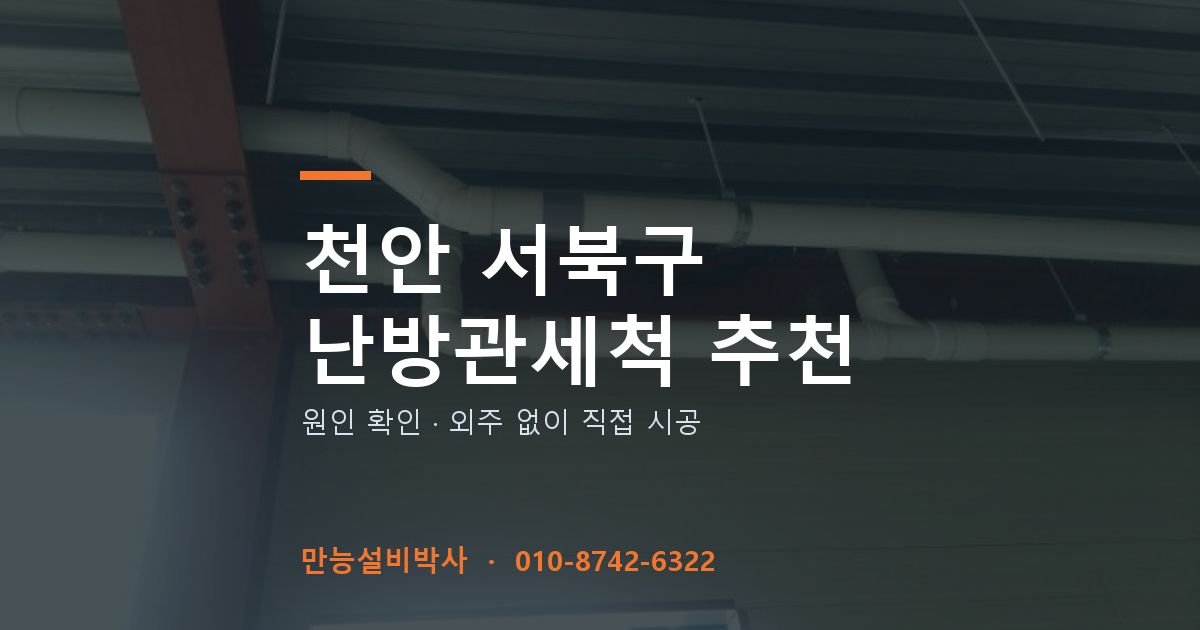 천안 서북구
난방관세척 추천
원인 확인 · 외주 없이 직접 시공
만능설비박사 · 010-8742-6322